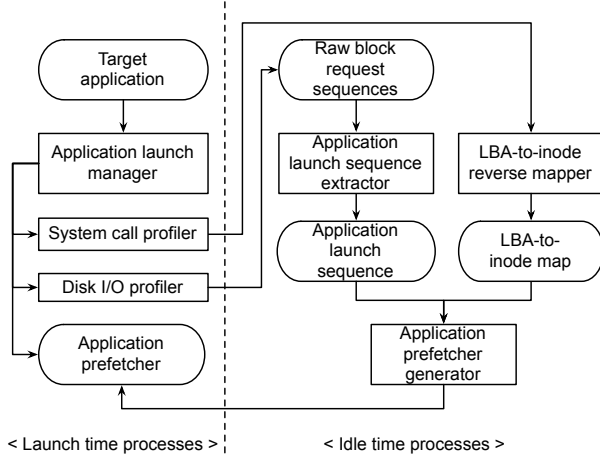 Target
application
Application launch
manager
System call profiler
Disk I/O profiler
Application
prefetcher
< Launch time processes >
Raw block
request
sequences
Application
launch sequence
extractor
Application
launch
sequence
LBA-to-inode
reverse mapper
LBA-to-
inode map
Application
prefetcher
generator
< Idle time processes >